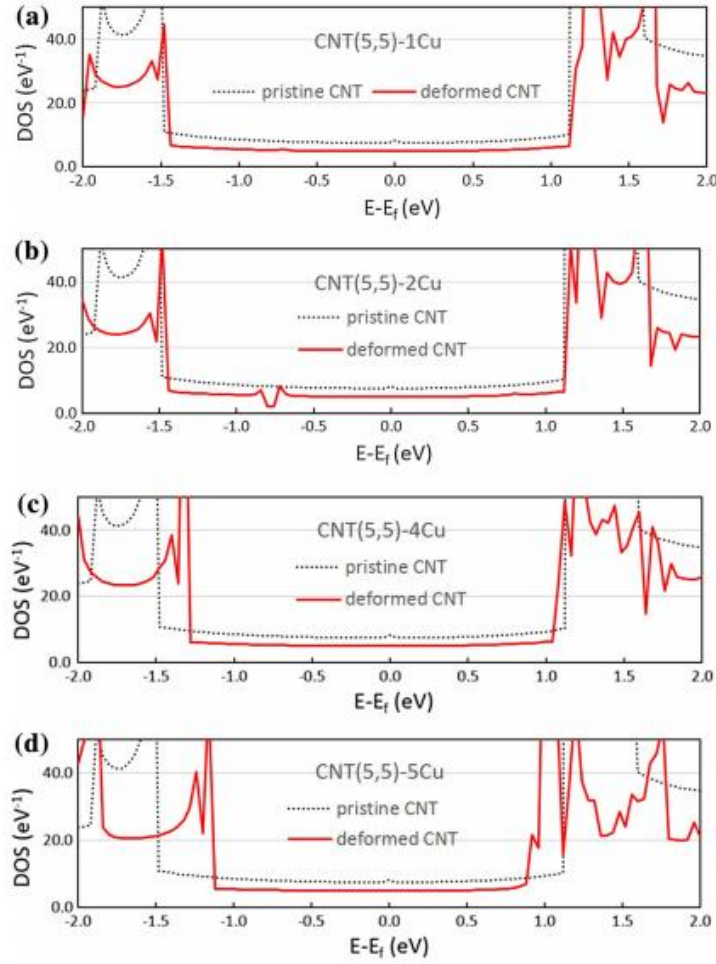 (a)
CNT(5,5)-1Cu
pristine CNT deformed CNT
DOS (eV⁻¹)
40.0
20.0
0.0
-2.0 -1.5 -1.0 -0.5 0.0 0.5 1.0 1.5 2.0
E-E_f (eV)
(b)
CNT(5,5)-2Cu
pristine CNT
deformed CNT
DOS (eV⁻¹)
40.0
20.0
0.0
-2.0 -1.5 -1.0 -0.5 0.0 0.5 1.0 1.5 2.0
E-E_f (eV)
(c)
CNT(5,5)-4Cu
pristine CNT
deformed CNT
DOS (eV⁻¹)
40.0
20.0
0.0
-2.0 -1.5 -1.0 -0.5 0.0 0.5 1.0 1.5 2.0
E-E_f (eV)
(d)
CNT(5,5)-5Cu
pristine CNT
deformed CNT
DOS (eV⁻¹)
40.0
20.0
0.0
-2.0 -1.5 -1.0 -0.5 0.0 0.5 1.0 1.5 2.0
E-E_f (eV)